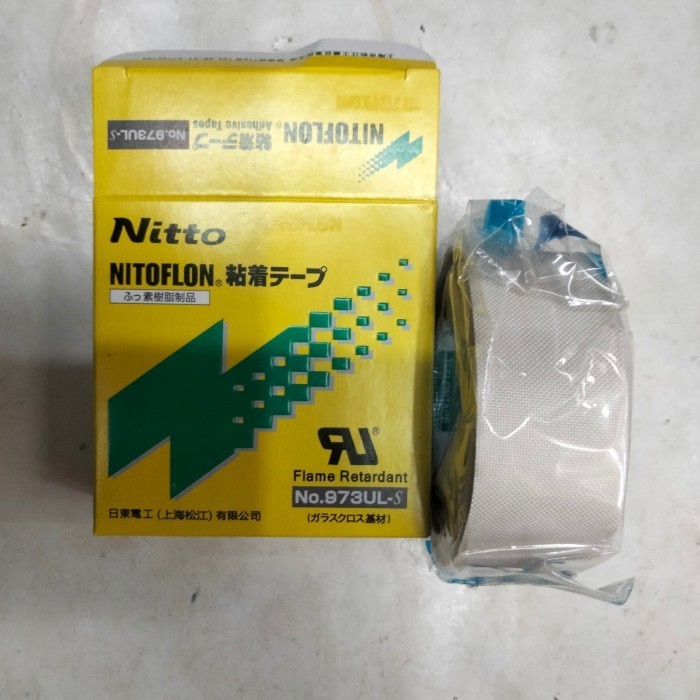 NITOFLON
NITOFLON® 粘着テープ
Adhesive Tapes
No.973UL-S
Nitto
NITOFLON® 粘着テープ
ふっ素樹脂製品
®
Flame Retardant
No.973UL-S
(ガラスクロス基材)
日東電工(上海松江)有限公司